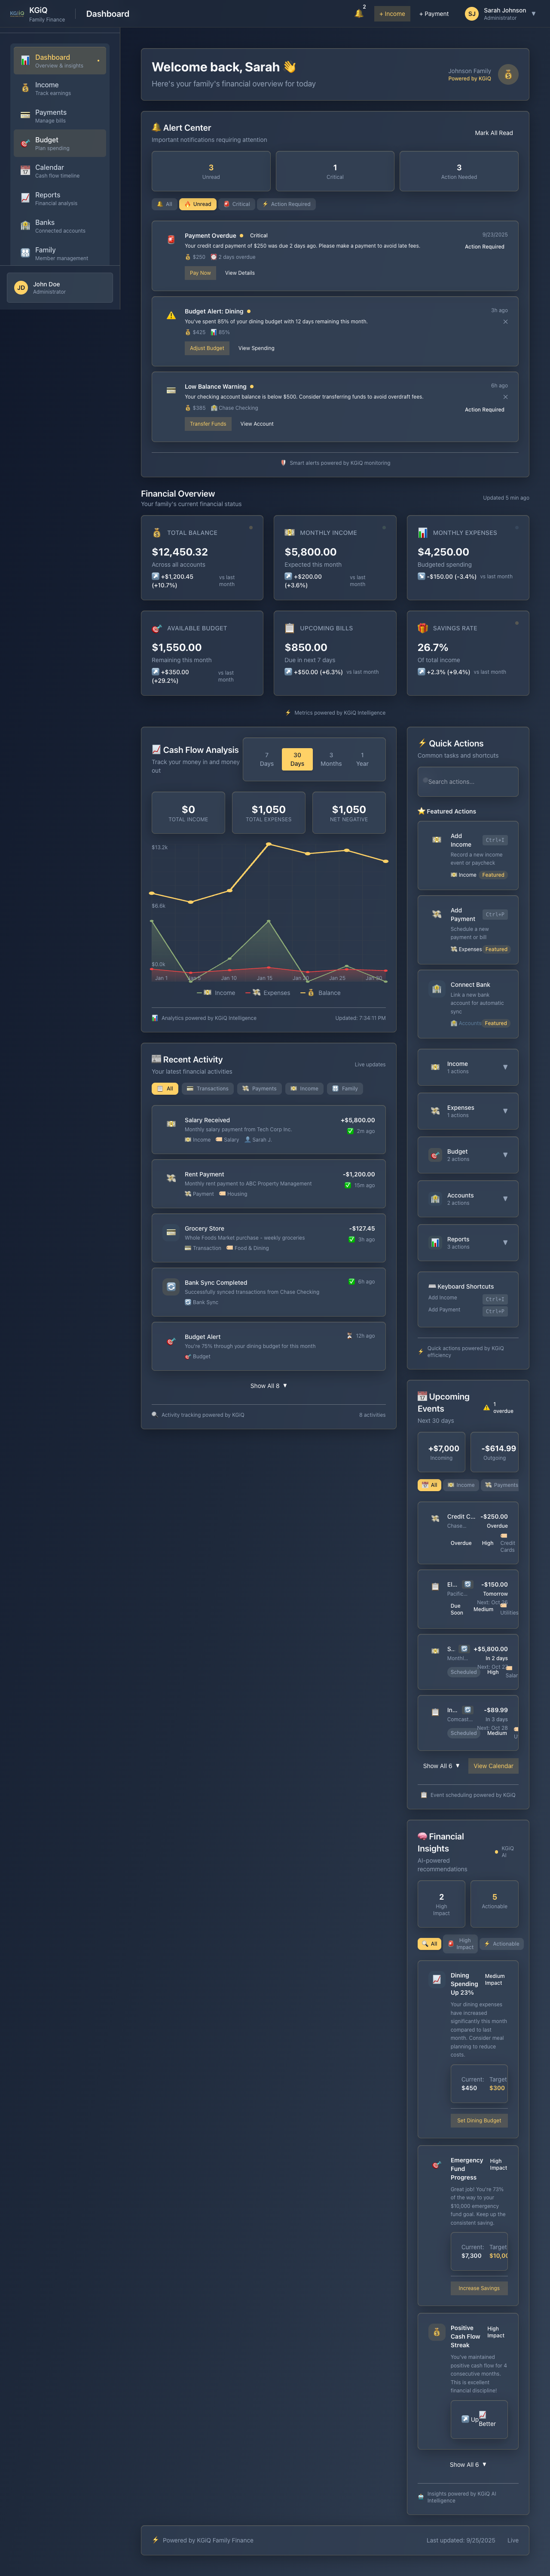 KGiQ
KGiQ
Family Finance
Dashboard
2
+ Income
+ Payment
SJ
Sarah Johnson
Administrator
Dashboard
Overview & insights
Income
Track earnings
Payments
Manage bills
Budget
Plan spending
Calendar
Cash flow timeline
Reports
Financial analysis
Banks
Connected accounts
Family
Member management
JD
John Doe
Administrator
Welcome back, Sarah
Here's your family's financial overview for today
Johnson Family
Powered by KGiQ
Alert Center
Important notifications requiring attention
Mark All Read
3
Unread
1
Critical
3
Action Needed
All
Unread
Critical
Action Required
Payment Overdue
Critical
9/23/2025
Your credit card payment of $250 was due 2 days ago. Please make a payment to avoid late fees.
Action Required
$250
2 days overdue
Pay Now
View Details
Budget Alert: Dining
3h ago
You've spent 85% of your dining budget with 12 days remaining this month.
$425
85%
Adjust Budget
View Spending
Low Balance Warning
6h ago
Your checking account balance is below $500. Consider transferring funds to avoid overdraft fees.
$385
Chase Checking
Action Required
Transfer Funds
View Account
Smart alerts powered by KGiQ monitoring
Financial Overview
Your family's current financial status
Updated 5 min ago
TOTAL BALANCE
$12,450.32
Across all accounts
+$1,200.45
(+10.7%)
vs last
month
MONTHLY INCOME
$5,800.00
Expected this month
+$200.00
(+3.6%)
vs last
month
MONTHLY EXPENSES
$4,250.00
Budgeted spending
-$150.00 (-3.4%) vs last month
AVAILABLE BUDGET
$1,550.00
Remaining this month
+$350.00
(+29.2%)
vs last
month
UPCOMING BILLS
$850.00
Due in next 7 days
+$50.00 (+6.3%) vs last month
SAVINGS RATE
26.7%
Of total income
+2.3% (+9.4%) vs last month
Metrics powered by KGiQ Intelligence
Cash Flow Analysis
Track your money in and money
out
7
Days
30
Days
3
Months
1
Year
$0
TOTAL INCOME
$1,050
TOTAL EXPENSES
$1,050
NET NEGATIVE
$13.2k
$6.6k
$0.0k
Jan 1
Jan 5
Jan 10
Jan 15
Jan 20
Jan 25
Jan 30
Income
Expenses
Balance
Analytics powered by KGiQ Intelligence
Updated: 7:34:11 PM
Recent Activity
Your latest financial activities
Live updates
All
Transactions
Payments
Income
Family
Salary Received
+$5,800.00
Monthly salary payment from Tech Corp Inc.
2m ago
Income
Salary
Sarah J.
Rent Payment
-$1,200.00
Monthly rent payment to ABC Property Management
15m ago
Payment
Housing
Grocery Store
-$127.45
Whole Foods Market purchase - weekly groceries
3h ago
Transaction
Food & Dining
Bank Sync Completed
6h ago
Successfully synced transactions from Chase Checking
Bank Sync
Budget Alert
12h ago
You're 75% through your dining budget for this month
Budget
Show All 8
Activity tracking powered by KGiQ
8 activities
Quick Actions
Common tasks and shortcuts
Search actions...
Featured Actions
Add
Income
Ctrl+I
Record a new income
event or paycheck
Income
Featured
Add
Payment
Ctrl+P
Schedule a new
payment or bill
Expenses
Featured
Connect Bank
Link a new bank
account for automatic
sync
Accounts
Featured
Income
1 actions
Expenses
1 actions
Budget
2 actions
Accounts
2 actions
Reports
3 actions
Keyboard Shortcuts
Add Income
Ctrl+I
Add Payment
Ctrl+P
Quick actions powered by KGiQ
efficiency
Upcoming
Events
1
overdue
Next 30 days
+$7,000
Incoming
-$614.99
Outgoing
All
Income
Payments
Credit C...
-$250.00
Chase...
Overdue
Overdue
High
Credit
Cards
El...
-$150.00
Pacific...
Tomorrow
Due
Soon
Medium
Utilities
S...
+$5,800.00
Monthl...
In 2 days
Scheduled
High
Salar
In...
-$89.99
Comcast...
In 3 days
Next: Oct 28
Scheduled
Medium
U
Show All 6
View Calendar
Event scheduling powered by KGiQ
Financial
Insights
KGiQ
AI
AI-powered
recommendations
2
High
Impact
5
Actionable
All
High
Impact
Actionable
Dining
Spending
Up 23%
Medium
Impact
Your dining expenses
have increased
significantly this month
compared to last
month. Consider meal
planning to reduce
costs.
Current:
$450
Target
$300
Set Dining Budget
Emergency
Fund
Progress
High
Impact
Great job! You're 73%
of the way to your
$10,000 emergency
fund goal. Keep up the
consistent saving.
Current:
$7,300
Target
$10,00
Increase Savings
Positive
Cash Flow
Streak
High
Impact
You've maintained
positive cash flow for 4
consecutive months.
This is excellent
financial discipline!
Up
Better
Show All 6
Insights powered by KGiQ AI
Intelligence
Powered by KGiQ Family Finance
Last updated: 9/25/2025
Live